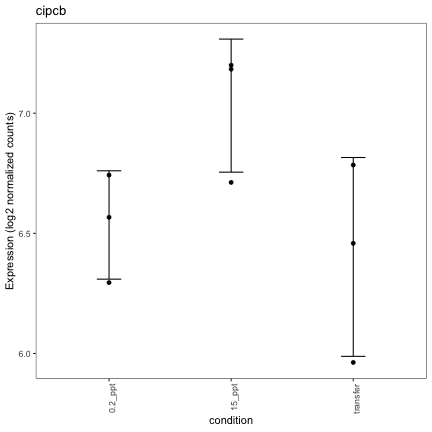 cipcb
Expression (log2 normalized counts)
7.0
6.5
6.0
0.2_ppt
15_ppt
transfer
condition